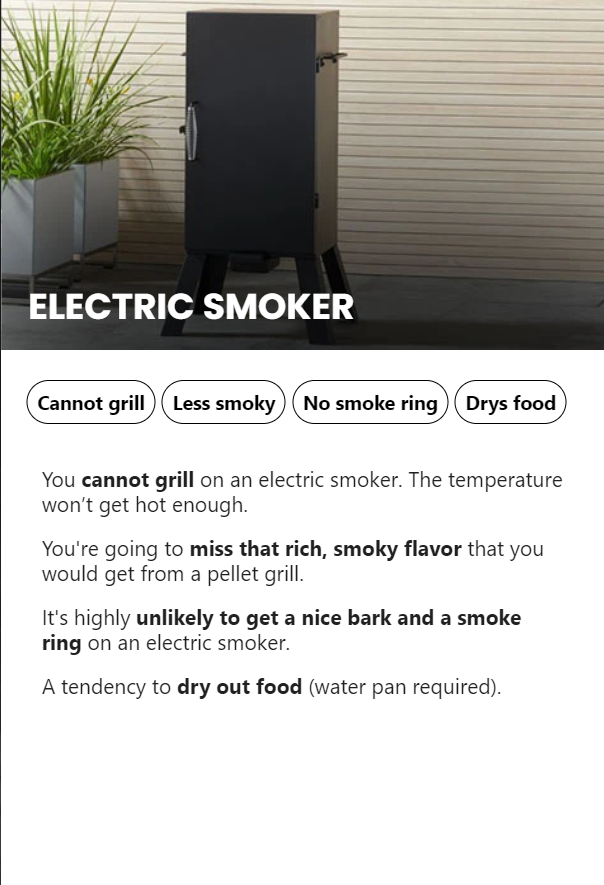 ELECTRIC SMOKER
Cannot grill
Less smoky
No smoke ring
Drys food
You cannot grill on an electric smoker. The temperature
won’t get hot enough.
You're going to miss that rich, smoky flavor that you
would get from a pellet grill.
It's highly unlikely to get a nice bark and a smoke
ring on an electric smoker.
A tendency to dry out food (water pan required).